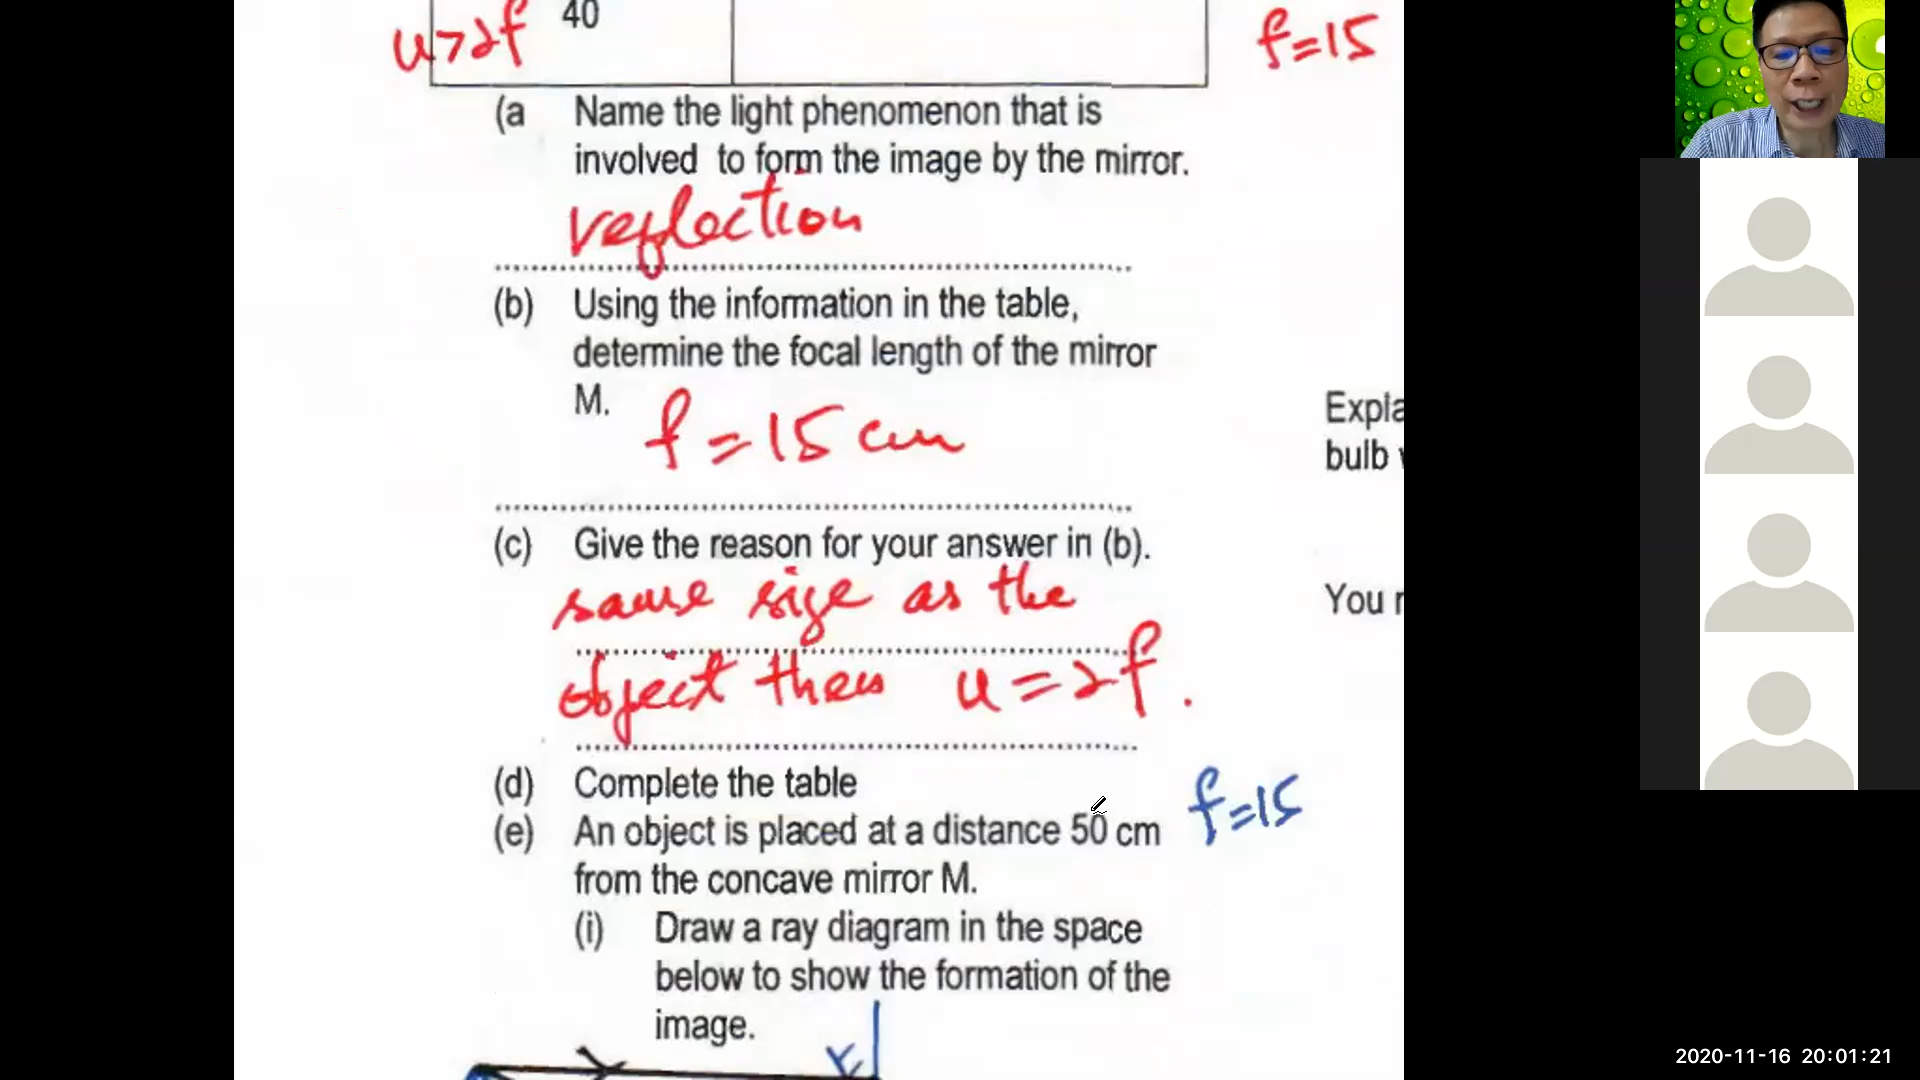 u>2f 40 f=15
(a Name the light phenomenon that is
involved to form the image by the mirror.
reflection
(b) Using the information in the table,
determine the focal length of the mirror
M.
f = 15 cm
(c) Give the reason for your answer in (b).
same size as the
object then u = 2f.
(d) Complete the table
f=15
(e) An object is placed at a distance 50 cm
from the concave mirror M.
(i) Draw a ray diagram in the space
below to show the formation of the
image.
Expla
bulb
You r
2020-11-16 20:01:21